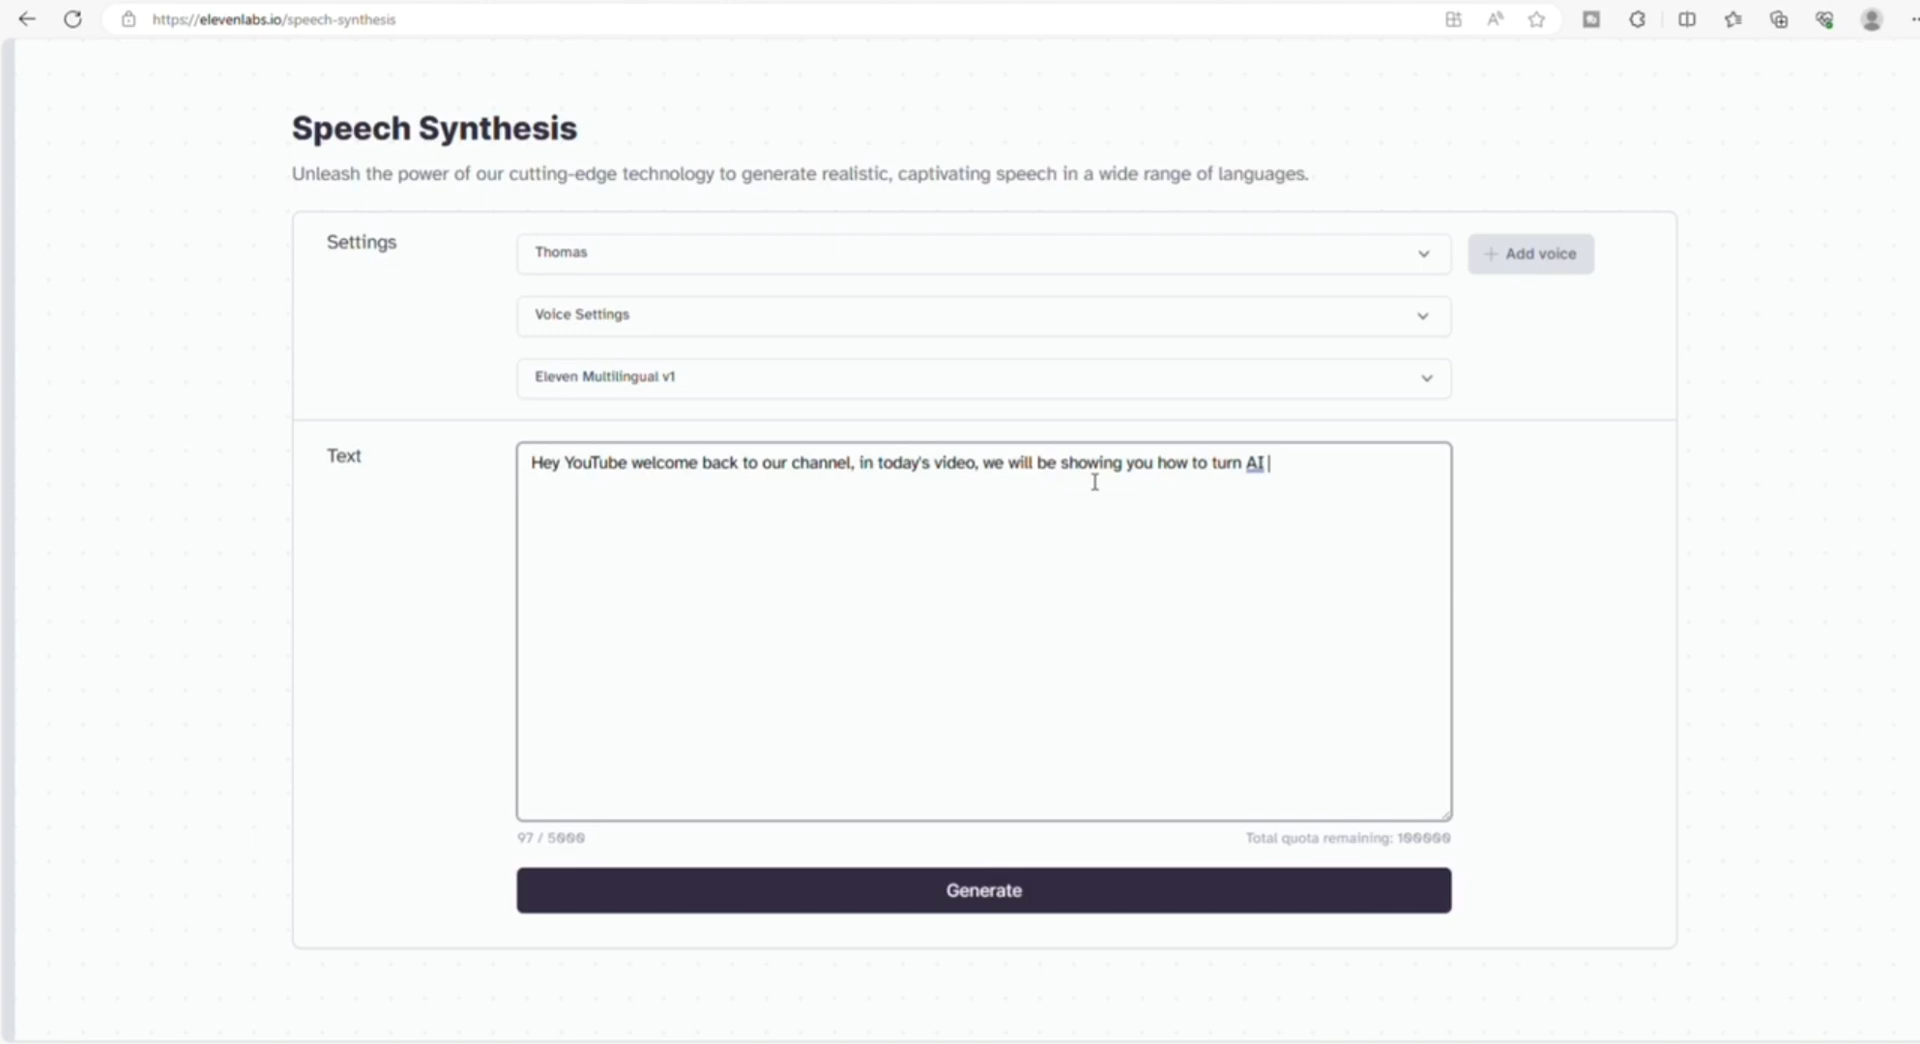 https://elevenlabs.io/speech-synthesis
Speech Synthesis
Unleash the power of our cutting-edge technology to generate realistic, captivating speech in a wide range of languages.
Settings
Thomas
+ Add voice
Voice Settings
Eleven Multilingual v1
Text
Hey YouTube welcome back to our channel, in today's video, we will be showing you how to turn AI
97 / 5000
Total quota remaining: 100000
Generate